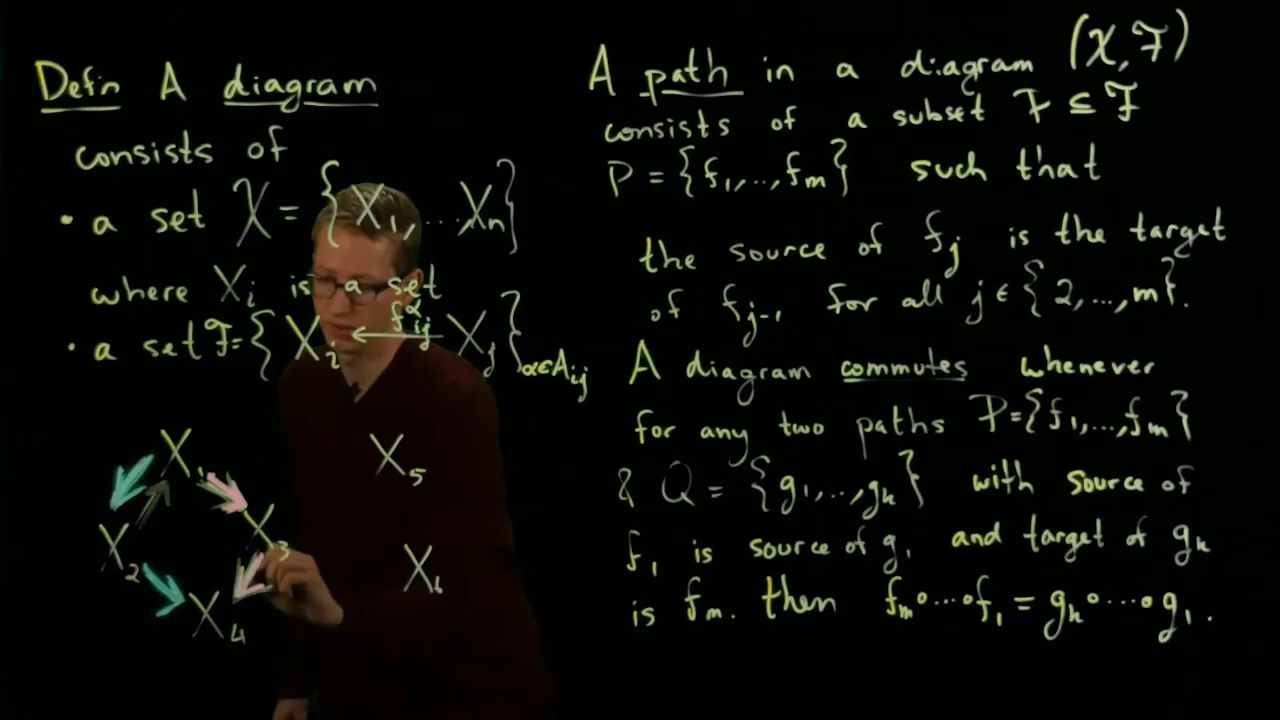 Defn A diagram
consists of
• a set 𝒳 = {X₁, ..., Xₙ}
where Xᵢ is a set
• a set ℱ = {Xᵢ ←fᵢⱼ^α Xⱼ}α∈Aᵢⱼ
X₁ X₅
X₂ X₃ X₆
X₄
A path in a diagram (𝒳, ℱ)
consists of a subset P ⊆ ℱ
P = {f₁, ..., fₘ} such that
the source of fⱼ is the target
of fⱼ₋₁ for all j ∈ {2, ..., m}.
A diagram commutes whenever
for any two paths P = {f₁, ..., fₘ}
& Q = {g₁, ..., gₖ} with source of
f₁ is source of g₁ and target of gₖ
is fₘ. then fₘ∘...∘f₁ = gₖ∘...∘g₁.